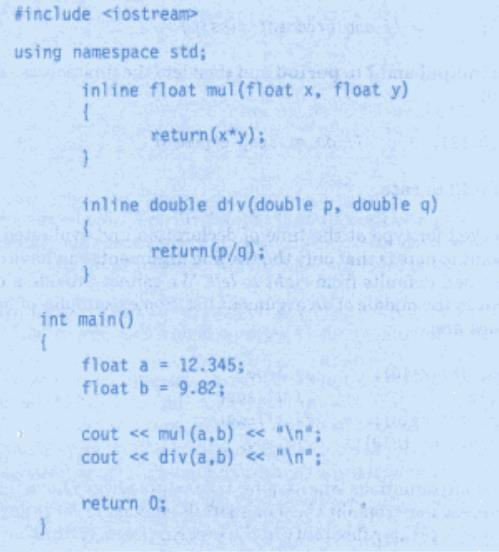 #include <iostream>
using namespace std;
inline float mul(float x, float y)
{
return(x*y);
}
inline double div(double p, double q)
{
return(p/q);
}
int main()
{
float a = 12.345;
float b = 9.82;
cout << mul(a,b) << "\n";
cout << div(a,b) << "\n";
return 0;
}